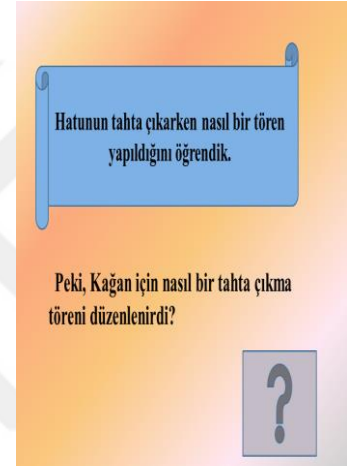 Hatunun tahta çıkarken nasıl bir tören
yapıldığını öğrendik.
Peki, Kağan için nasıl bir tahta çıkma
töreni düzenlenirdi?
?